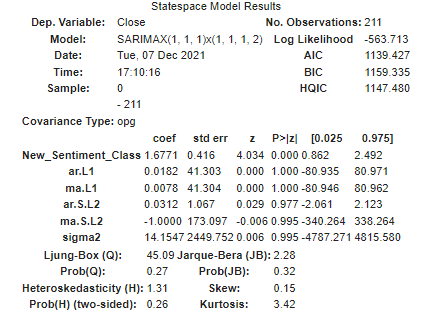 Statespace Model Results
Dep. Variable: Close No. Observations: 211
Model: SARIMAX(1, 1, 1)x(1, 1, 1, 2) Log Likelihood -563.713
Date: Tue, 07 Dec 2021 AIC 1139.427
Time: 17:10:16 BIC 1159.335
Sample: 0 HQIC 1147.480
- 211
Covariance Type: opg
coef std err z P>|z| [0.025 0.975]
New_Sentiment_Class 1.6771 0.416 4.034 0.000 0.862 2.492
ar.L1 0.0182 41.303 0.000 1.000 -80.935 80.971
ma.L1 0.0078 41.304 0.000 1.000 -80.946 80.962
ar.S.L2 0.0312 1.067 0.029 0.977 -2.061 2.123
ma.S.L2 -1.0000 173.097 -0.006 0.995 -340.264 338.264
sigma2 14.1547 2449.752 0.006 0.995 -4787.271 4815.580
Ljung-Box (Q): 45.09 Jarque-Bera (JB): 2.28
Prob(Q): 0.27 Prob(JB): 0.32
Heteroskedasticity (H): 1.31 Skew: 0.15
Prob(H) (two-sided): 0.26 Kurtosis: 3.42